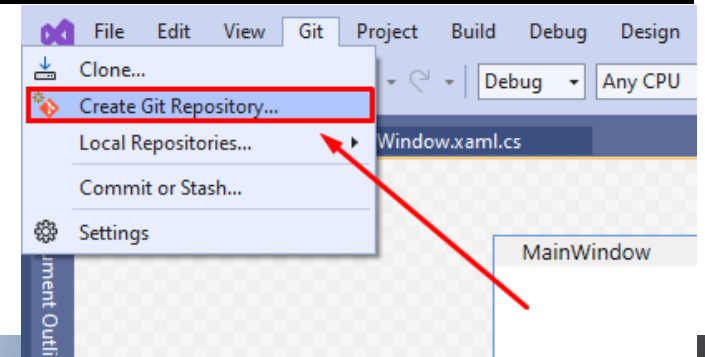 File Edit View Git Project Build Debug Design
Clone...
Debug Any CPU
Create Git Repository...
Local Repositories...
Window.xaml.cs
Commit or Stash...
Settings
MainWindow
ument Outli